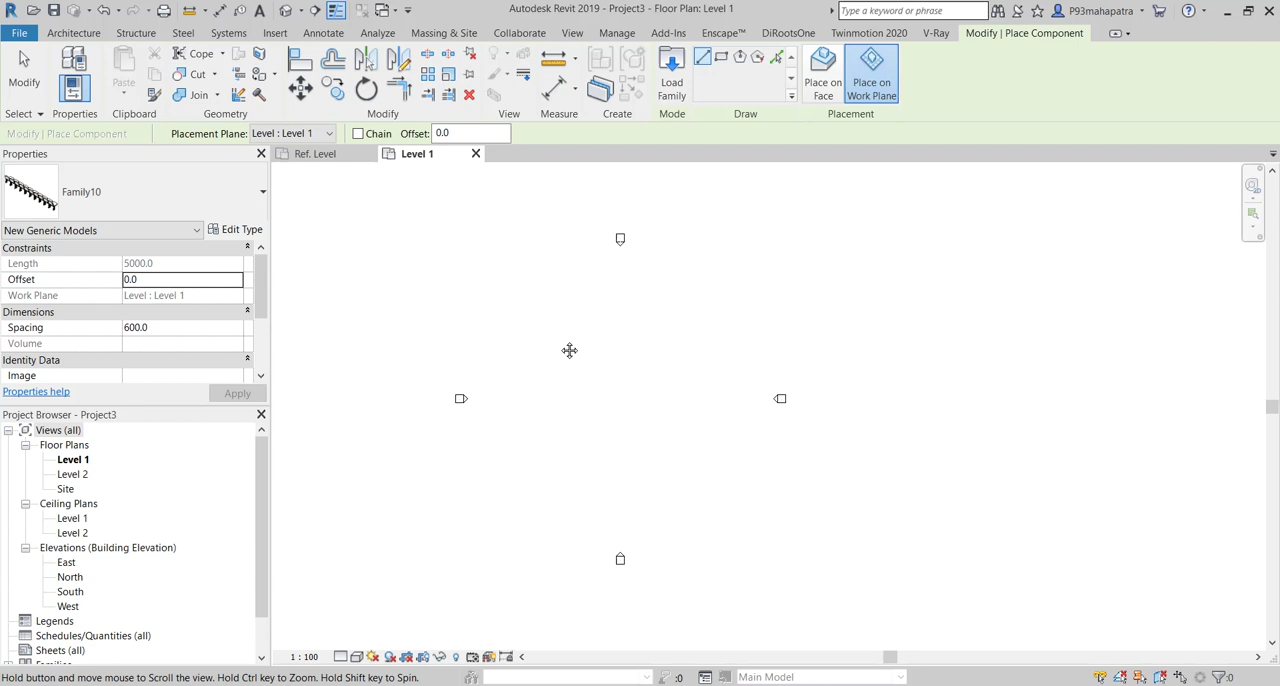 Autodesk Revit 2019 - Project3 - Floor Plan: Level 1
Type a keyword or phrase
P93mahapatra
File
Architecture
Structure
Steel
Systems
Insert
Annotate
Analyze
Massing & Site
Collaborate
View
Manage
Add-Ins
Enscape™
DiRootsOne
Twinmotion 2020
V-Ray
Modify | Place Component
Modify
Paste
Cope
Cut
Join
Load
Family
Place on
Face
Place on
Work Plane
Select
Properties
Clipboard
Geometry
Modify
View
Measure
Create
Mode
Draw
Placement
Modify | Place Component
Placement Plane: Level : Level 1
Chain
Offset: 0.0
Properties
Ref. Level
Level 1
Family10
New Generic Models
Edit Type
Constraints
Length 5000.0
Offset 0.0
Work Plane Level : Level 1
Dimensions
Spacing 600.0
Volume
Identity Data
Image
Properties help
Apply
Project Browser - Project3
Views (all)
Floor Plans
Level 1
Level 2
Site
Ceiling Plans
Level 1
Level 2
Elevations (Building Elevation)
East
North
South
West
Legends
Schedules/Quantities (all)
Sheets (all)
1 : 100
Hold button and move mouse to Scroll the view. Hold Ctrl key to Zoom. Hold Shift key to Spin.
:0
Main Model
:0